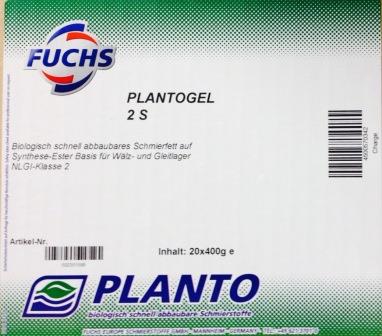 FUCHS
PLANTOGEL
2 S
Biologisch schnell abbaubares Schmierfett auf
Synthese-Ester Basis für Wälz- und Gleitlager
NLGI-Klasse 2
4900570342
Charge
Artikel-Nr.
Inhalt: 20x400g e
PLANTO
biologisch schnell abbaubare Schmierstoffe
FUCHS EUROPE SCHMIERSTOFFE GMBH, MANNHEIM, GERMANY,